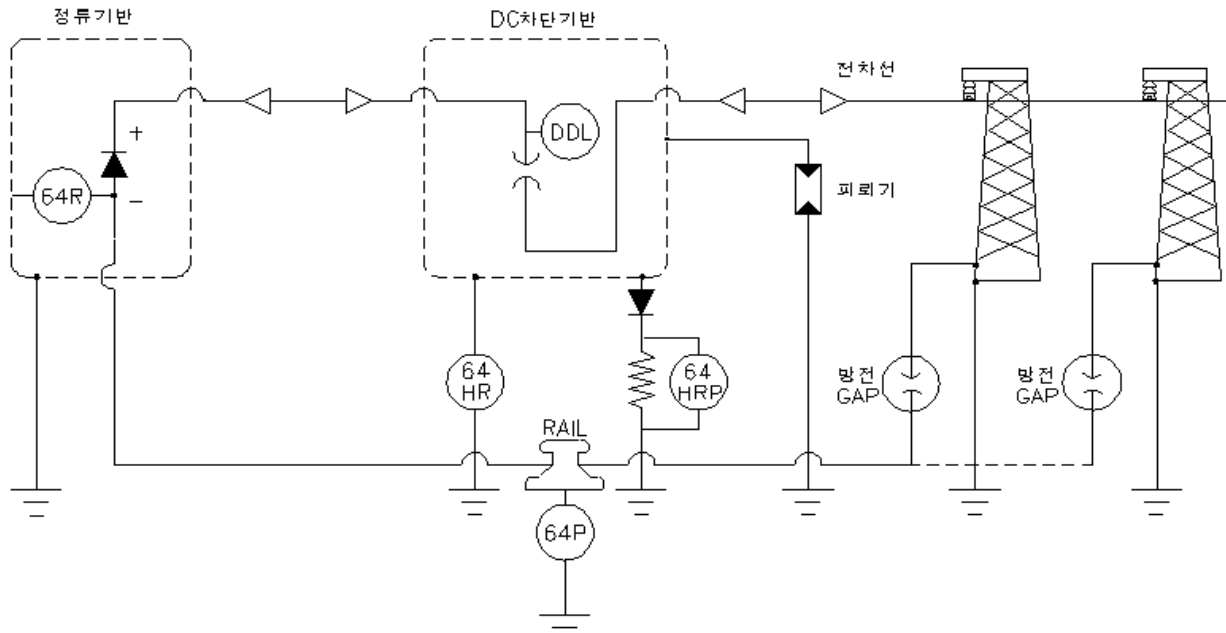 정류기반
DC차단기반
전차선
DDL
+
64R
−
피뢰기
64
HR
64
HRP
방전
GAP
방전
GAP
RAIL
64P